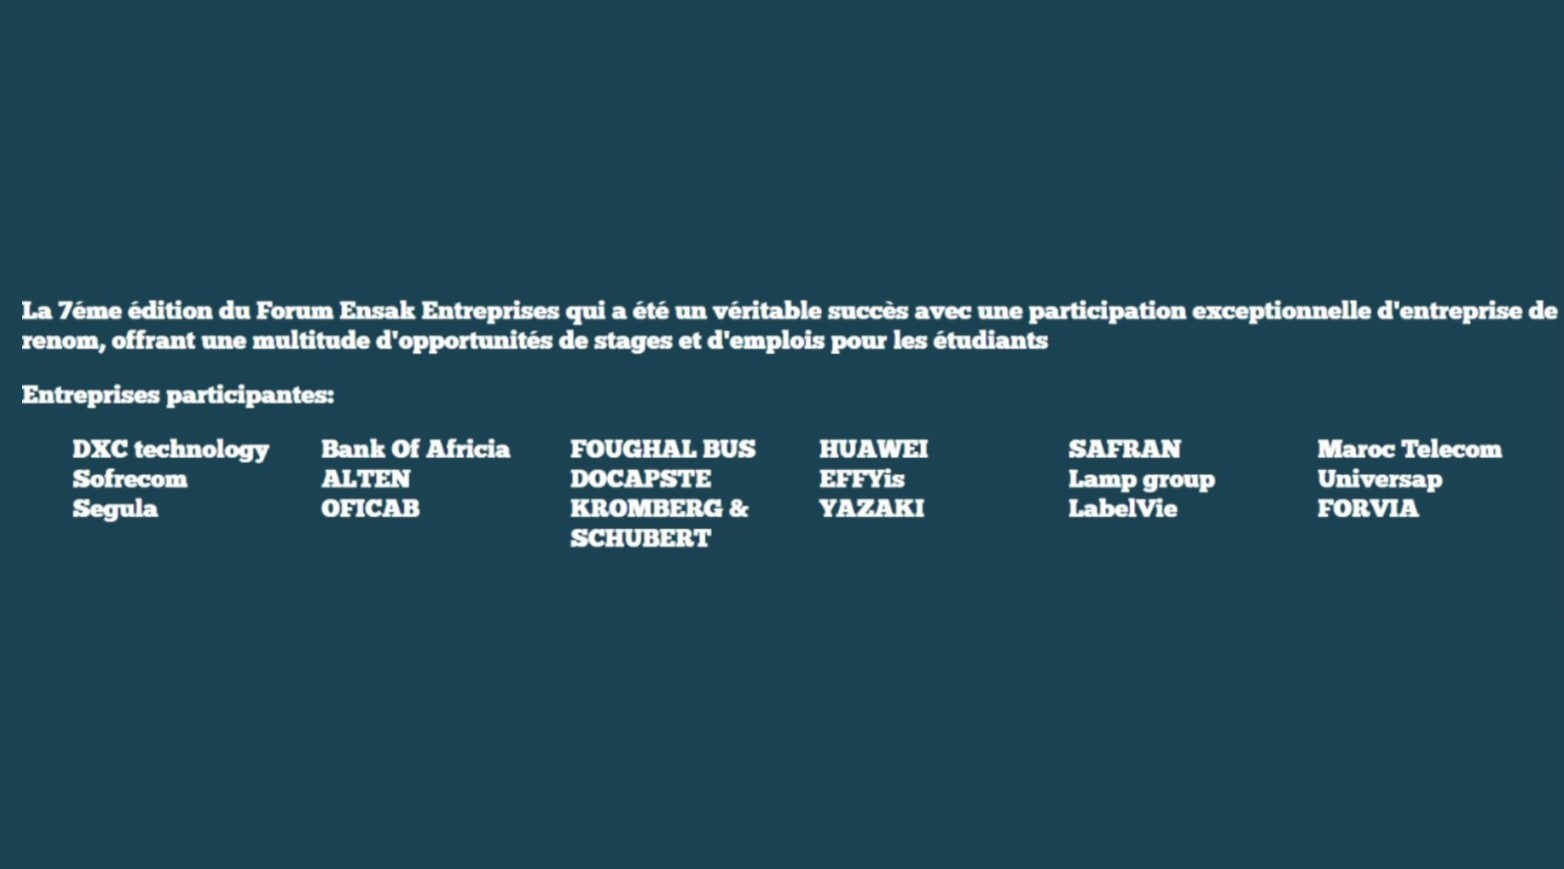 La 7éme édition du Forum Ensak Entreprises qui a été un véritable succès avec une participation exceptionnelle d'entreprise de
renom, offrant une multitude d'opportunités de stages et d'emplois pour les étudiants
Entreprises participantes:
DXC technology
Sofrecom
Segula
Bank Of Africia
ALTEN
OFICAB
FOUGHAL BUS
DOCAPSTE
KROMBERG &
SCHUBERT
HUAWEI
EFFYis
YAZAKI
SAFRAN
Lamp group
LabelVie
Maroc Telecom
Universap
FORVIA